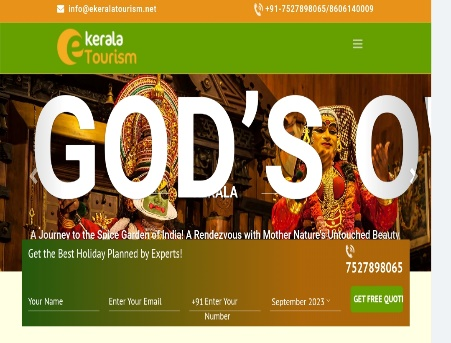 info@ekeralatourism.net
+91-7527898065/8606140009
e kerala
Tourism
GOD'S O
A Journey to the Spice Garden of India! A Rendezvous with Mother Nature's Untouched Beauty
Get the Best Holiday Planned by Experts!
7527898065
Your Name
Enter Your Email
+91 Enter Your
Number
September 2023
GET FREE QUOT